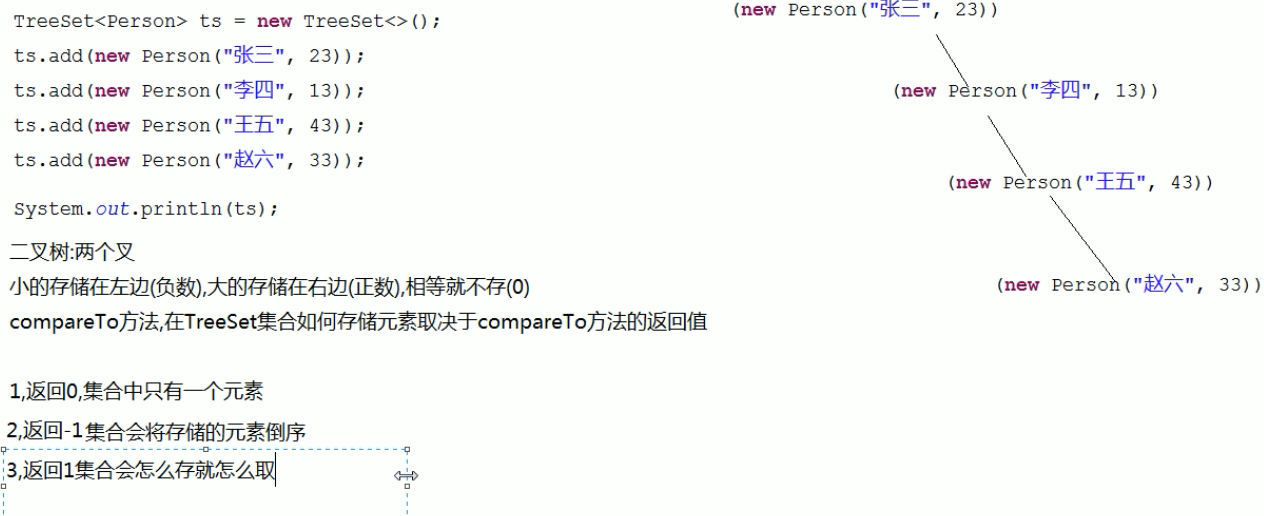 TreeSet<Person> ts = new TreeSet<>();
ts.add(new Person("张三", 23));
ts.add(new Person("李四", 13));
ts.add(new Person("王五", 43));
ts.add(new Person("赵六", 33));
System.out.println(ts);
二叉树:两个叉
小的存储在左边(负数),大的存储在右边(正数),相等就不存(0)
compareTo方法,在TreeSet集合如何存储元素取决于compareTo方法的返回值
1,返回0,集合中只有一个元素
2,返回-1集合会将存储的元素倒序
3,返回1集合会怎么存就怎么取
(new Person("张三", 23))
(new Person("李四", 13))
(new Person("王五", 43))
(new Person("赵六", 33))